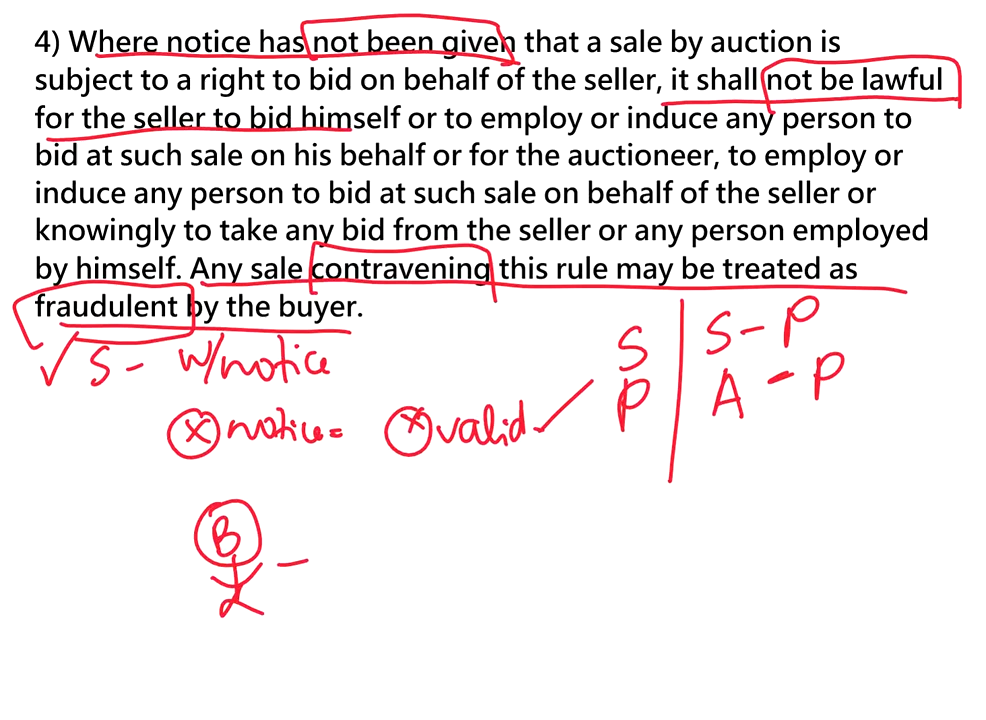 4) Where notice has not been given that a sale by auction is
subject to a right to bid on behalf of the seller, it shall not be lawful
for the seller to bid himself or to employ or induce any person to
bid at such sale on his behalf or for the auctioneer, to employ or
induce any person to bid at such sale on behalf of the seller or
knowingly to take any bid from the seller or any person employed
by himself. Any sale contravening this rule may be treated as
fraudulent by the buyer.
✓ S - w/notice
S
P
S - P
A - P
X notice = X valid ✓
B